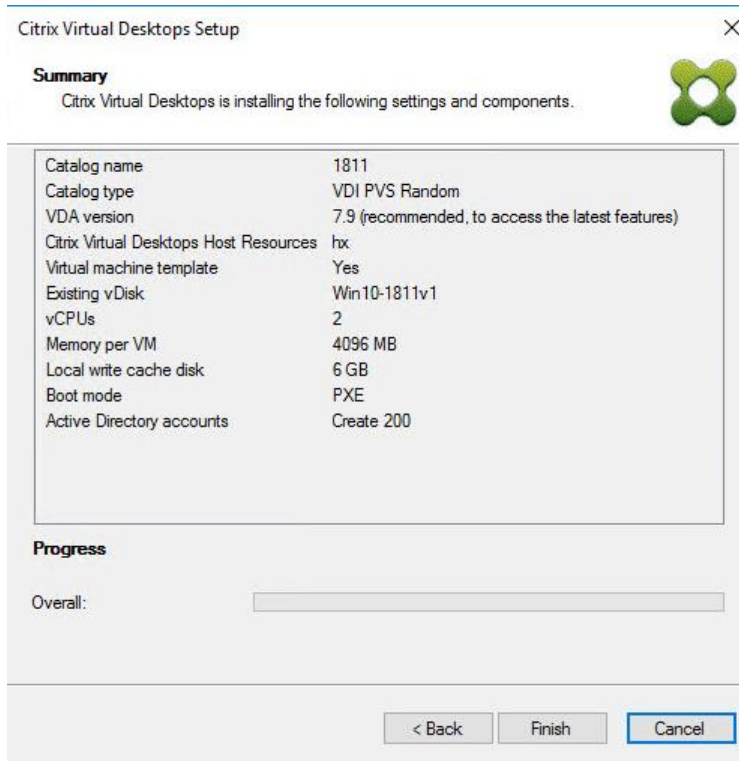 Citrix Virtual Desktops Setup
Summary
Citrix Virtual Desktops is installing the following settings and components.
Catalog name 1811
Catalog type VDI PVS Random
VDA version 7.9 (recommended, to access the latest features)
Citrix Virtual Desktops Host Resources hx
Virtual machine template Yes
Existing vDisk Win10-1811v1
vCPUs 2
Memory per VM 4096 MB
Local write cache disk 6 GB
Boot mode PXE
Active Directory accounts Create 200
Progress
Overall:
< Back Finish Cancel